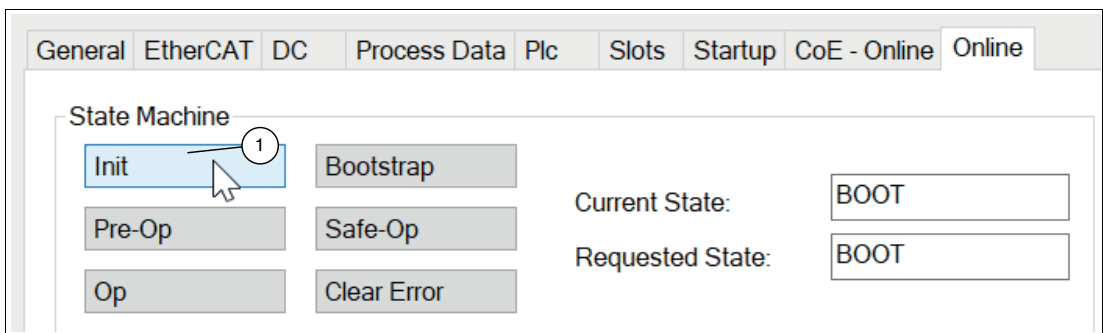 General EtherCAT DC Process Data Plc Slots Startup CoE - Online Online
State Machine
1
Init Bootstrap
Current State: BOOT
Pre-Op Safe-Op
Requested State: BOOT
Op Clear Error